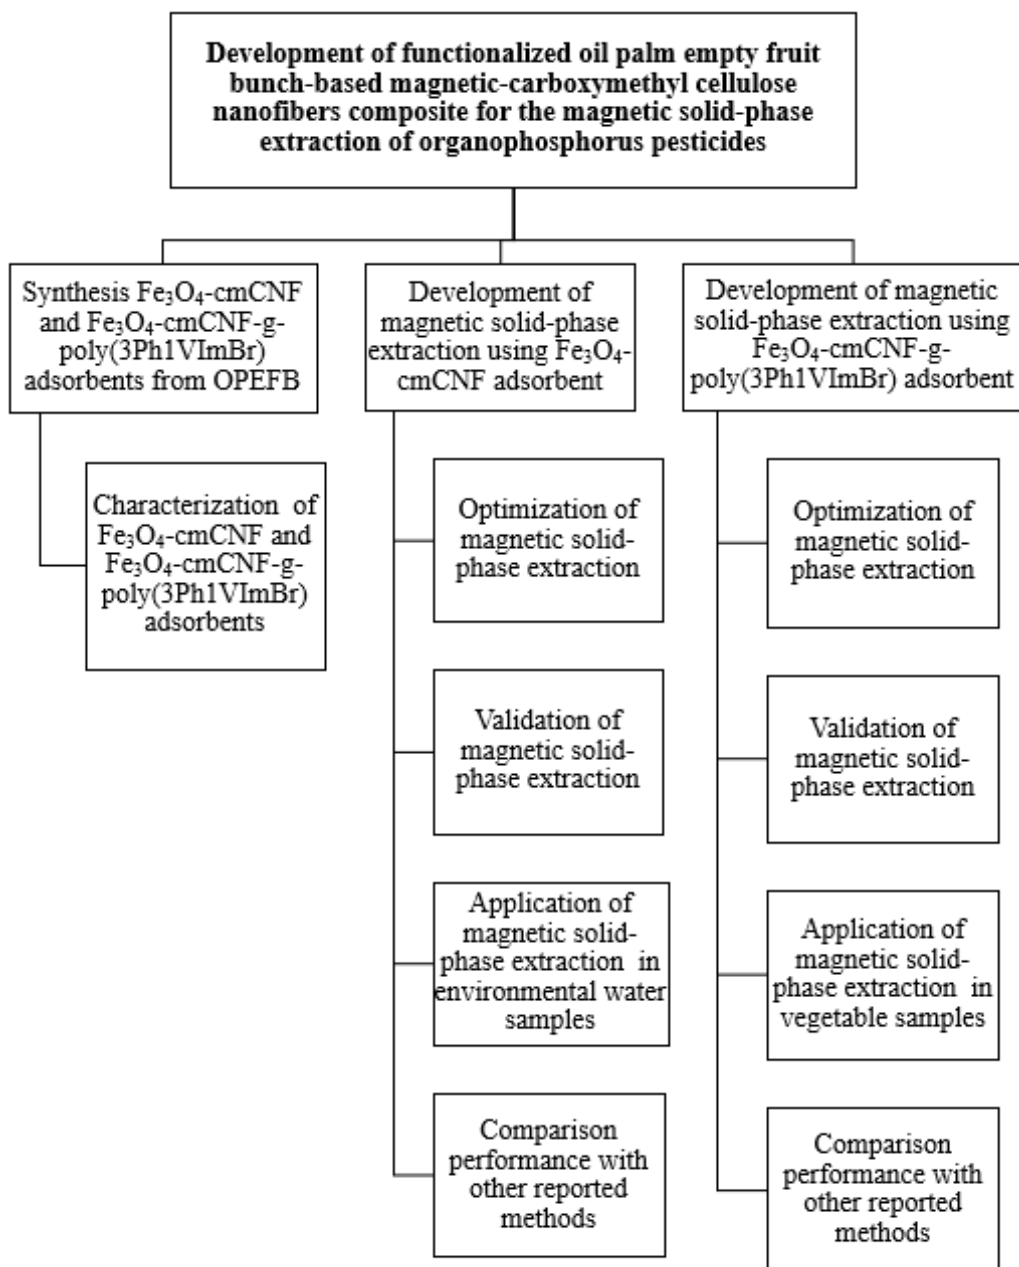 Development of functionalized oil palm empty fruit
bunch-based magnetic-carboxymethyl cellulose
nanofibers composite for the magnetic solid-phase
extraction of organophosphorus pesticides
Synthesis Fe₃O₄-cmCNF
and Fe₃O₄-cmCNF-g-
poly(3Ph1VImBr)
adsorbents from OPEFB
Characterization of
Fe₃O₄-cmCNF and
Fe₃O₄-cmCNF-g-
poly(3Ph1VImBr)
adsorbents
Development of
magnetic solid-phase
extraction using Fe₃O₄-
cmCNF adsorbent
Optimization of
magnetic solid-
phase extraction
Validation of
magnetic solid-
phase extraction
Application of
magnetic solid-
phase extraction in
environmental water
samples
Comparison
performance with
other reported
methods
Development of magnetic
solid-phase extraction using
Fe₃O₄-cmCNF-g-
poly(3Ph1VImBr) adsorbent
Optimization of
magnetic solid-
phase extraction
Validation of
magnetic solid-
phase extraction
Application of
magnetic solid-
phase extraction in
vegetable samples
Comparison
performance with
other reported
methods